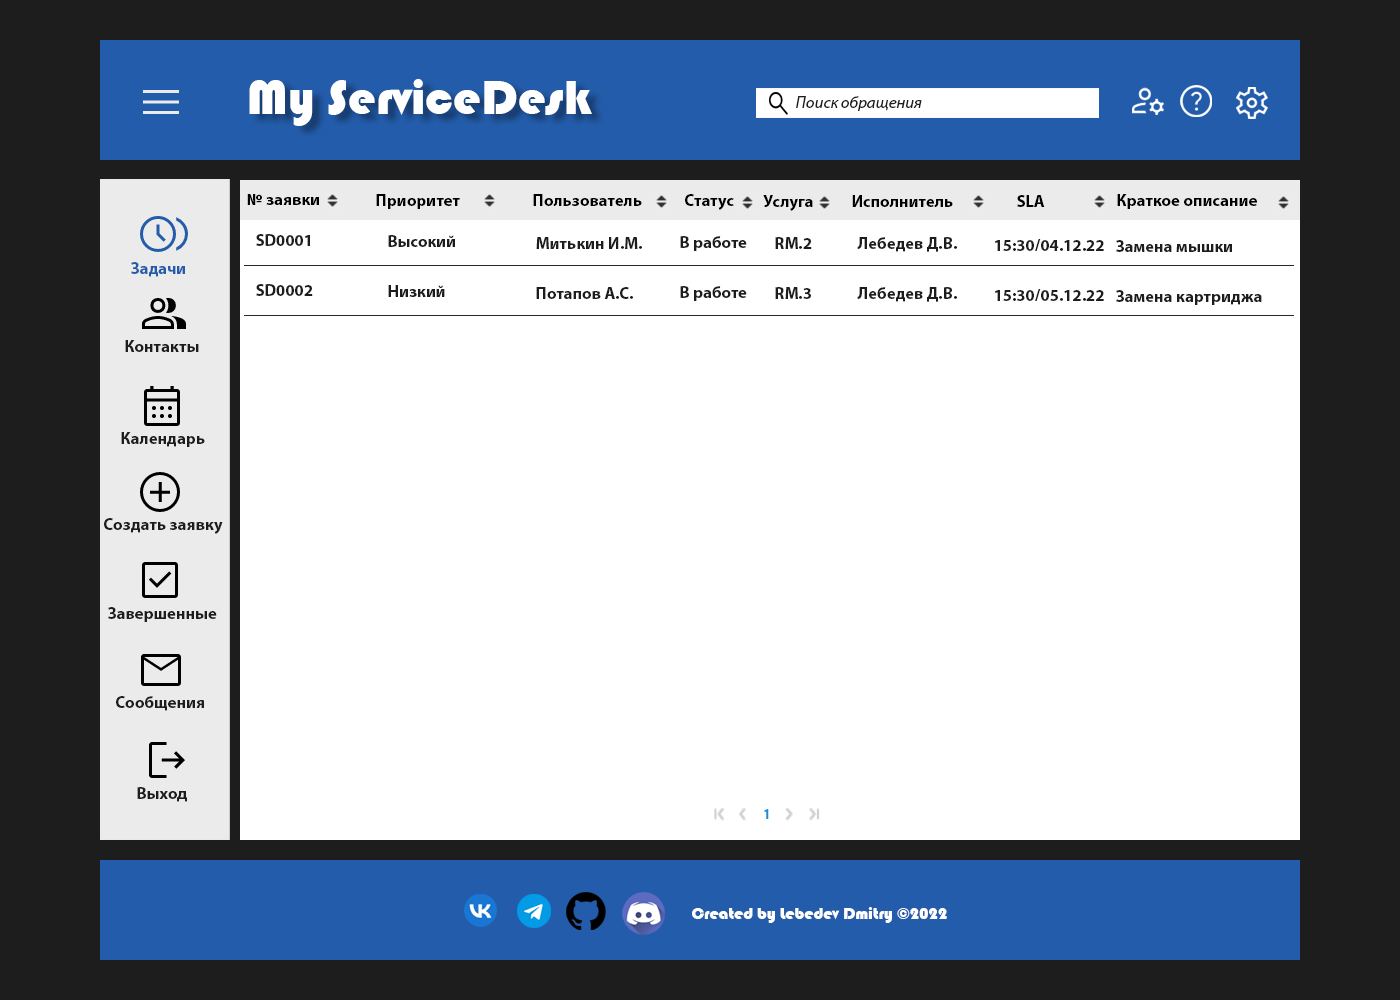 My ServiceDesk
Поиск обращения
№ заявки Приоритет Пользователь Статус Услуга Исполнитель SLA Краткое описание
SD0001 Высокий Митькин И.М. В работе RM.2 Лебедев Д.В. 15:30/04.12.22 Замена мышки
SD0002 Низкий Потапов А.С. В работе RM.3 Лебедев Д.В. 15:30/05.12.22 Замена картриджа
Задачи
Контакты
Календарь
Создать заявку
Завершенные
Сообщения
Выход
1
Created by Lebedev Dmitry ©2022